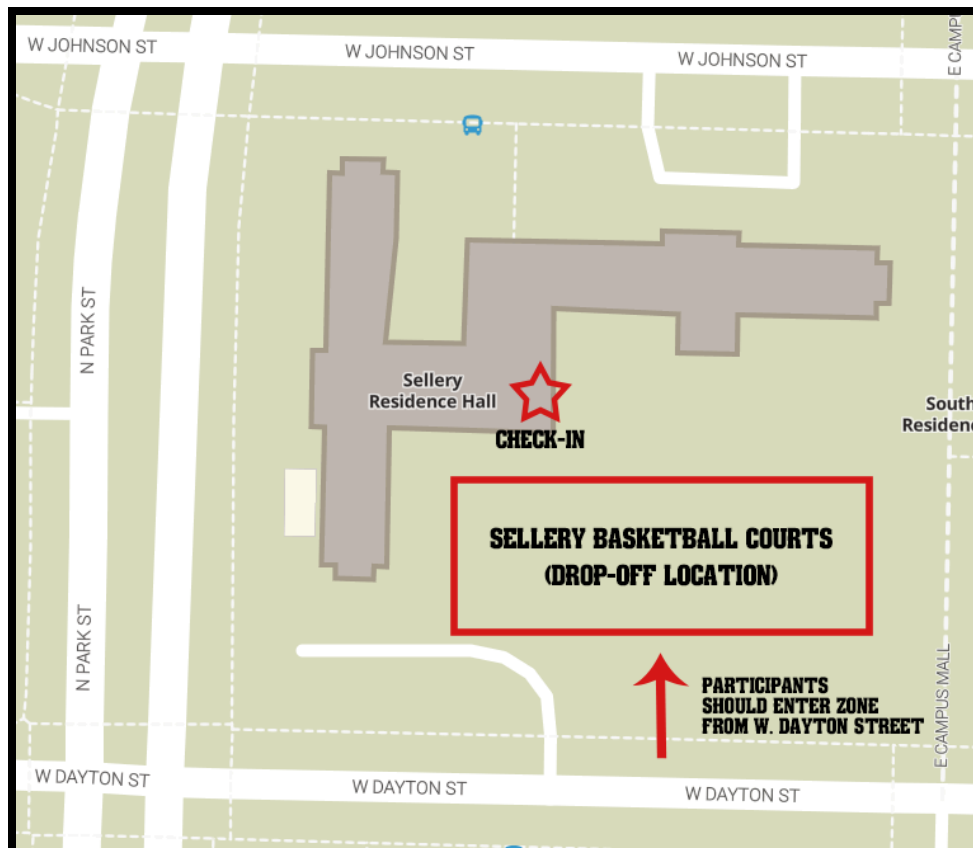 W JOHNSON ST
W JOHNSON ST
W JOHNSON ST
E CAMP
N PARK ST
Sellery
Residence Hall
CHECK-IN
South
Residenc
SELLERY BASKETBALL COURTS
(DROP-OFF LOCATION)
N PARK ST
PARTICIPANTS
SHOULD ENTER ZONE
FROM W. DAYTON STREET
E CAMPUS MALL
W DAYTON ST
W DAYTON ST
W DAYTON ST